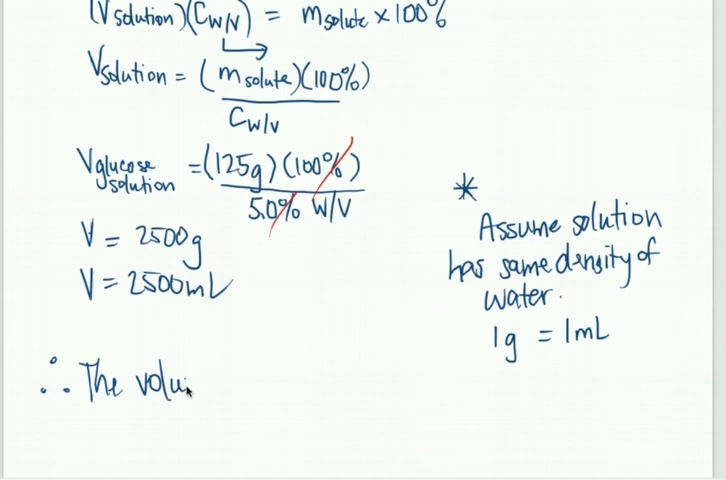 (Vsolution)(Cw/v) = msolute × 100%
Vsolution = (msolute)(100%)
Cw/v
Vglucose solution = (125g)(100%)
5.0% W/V
V = 2500g
V = 2500mL
*
Assume solution
has same density of
water.
1g = 1mL
∴ The volu